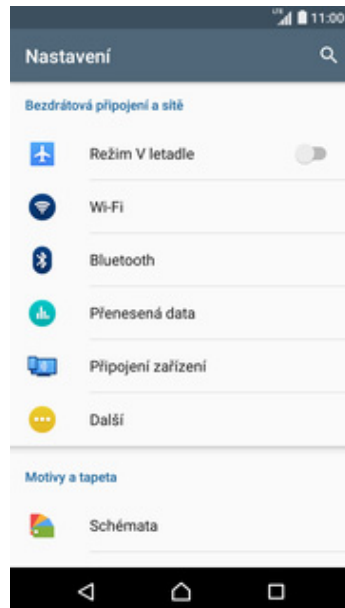 LTE 11:00
Nastavení
Bezdrátová připojení a sítě
Režim V letadle
Wi-Fi
Bluetooth
Přenesená data
Připojení zařízení
Další
Motivy a tapeta
Schémata